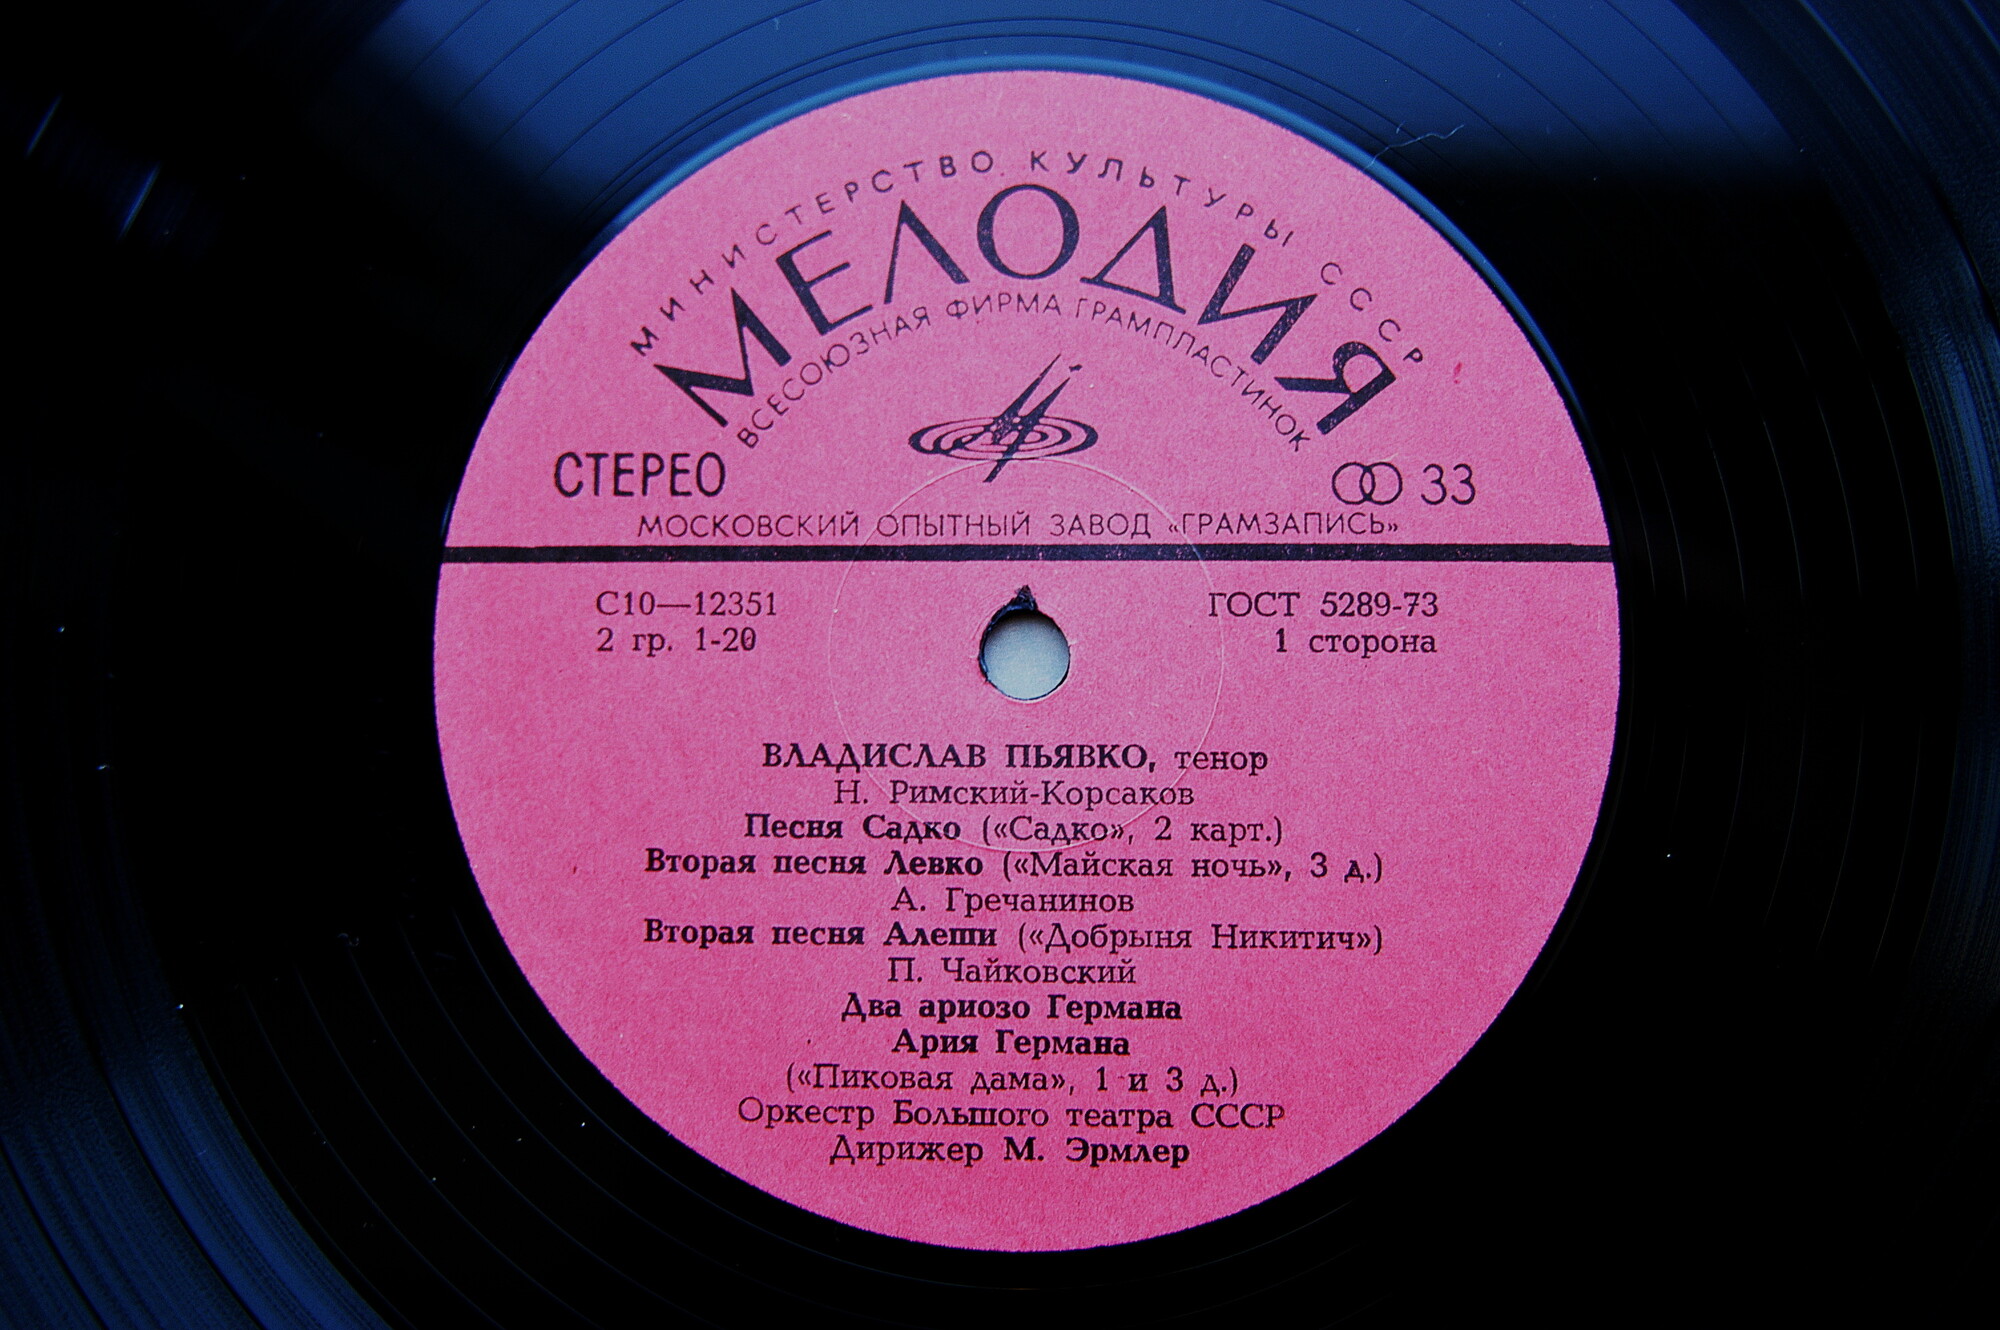 МИНИСТЕРСТВО КУЛЬТУРЫ СССР
МЕЛОДИЯ
ВСЕСОЮЗНАЯ ФИРМА ГРАМПЛАСТИНОК
СТЕРЕО
33
МОСКОВСКИЙ ОПЫТНЫЙ ЗАВОД «ГРАМЗАПИСЬ»
С10—12351
ГОСТ 5289-73
2 гр. 1-20
1 сторона
ВЛАДИСЛАВ ПЬЯВКО, тенор
Н. Римский-Корсаков
Песня Садко («Садко», 2 карт.)
Вторая песня Левко («Майская ночь», 3 д.)
А. Гречанинов
Вторая песня Алеши («Добрыня Никитич»)
П. Чайковский
Два ариозо Германа
Ария Германа
(«Пиковая дама», 1 и 3 д.)
Оркестр Большого театра СССР
Дирижер М. Эрмлер